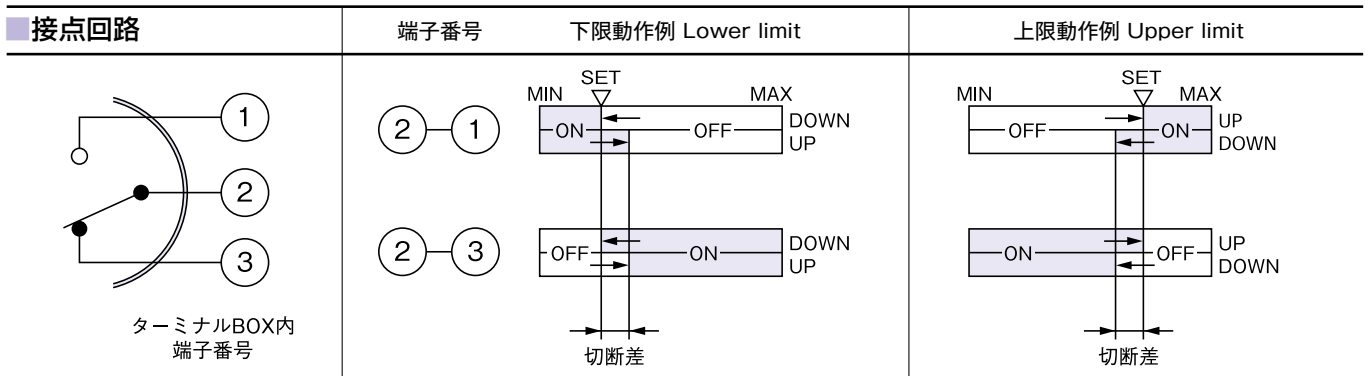 接点回路
端子番号
下限動作例 Lower limit
上限動作例 Upper limit
1
2
3
ターミナルBOX内
端子番号
2 1
MIN SET MAX
ON OFF DOWN
UP
2 3
OFF ON DOWN
UP
切断差
MIN SET MAX
OFF ON UP
DOWN
ON OFF UP
DOWN
切断差